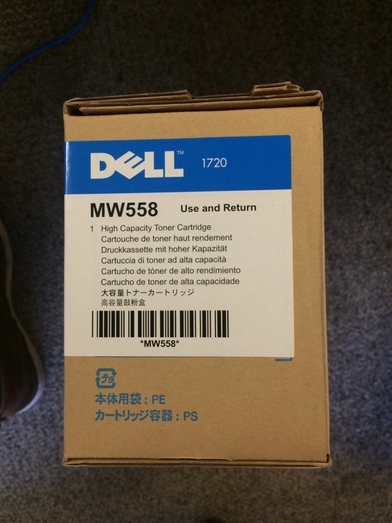 DELL™ 1720
MW558 Use and Return
1 High Capacity Toner Cartridge
Cartouche de toner haut rendement
Druckkassette mit hoher Kapazität
Cartuccia di toner ad alta capacità
Cartucho de tóner de alto rendimiento
Cartucho de toner de alta capacidade
大容量トナーカートリッジ
高容量鼓粉盒
*MW558*
プラ
本体用袋：PE
カートリッジ容器：PS